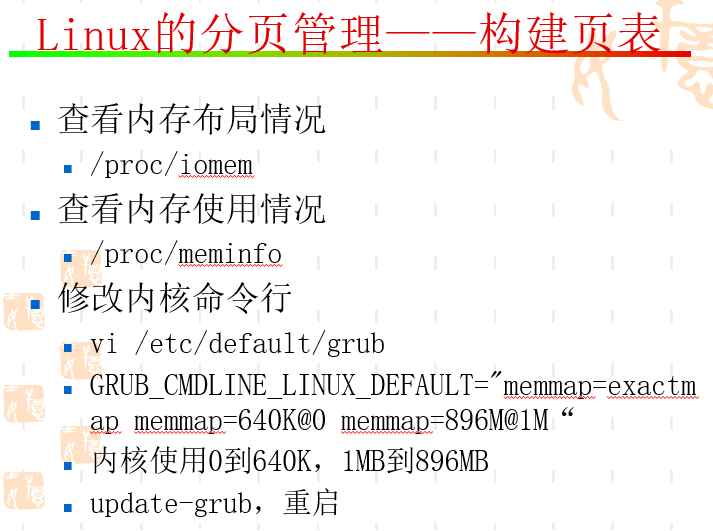 Linux的分页管理——构建页表
查看内存布局情况
/proc/iomem
查看内存使用情况
/proc/meminfo
修改内核命令行
vi /etc/default/grub
GRUB_CMDLINE_LINUX_DEFAULT="memmap=exactm
ap memmap=640K@0 memmap=896M@1M“
内核使用0到640K，1MB到896MB
update-grub，重启